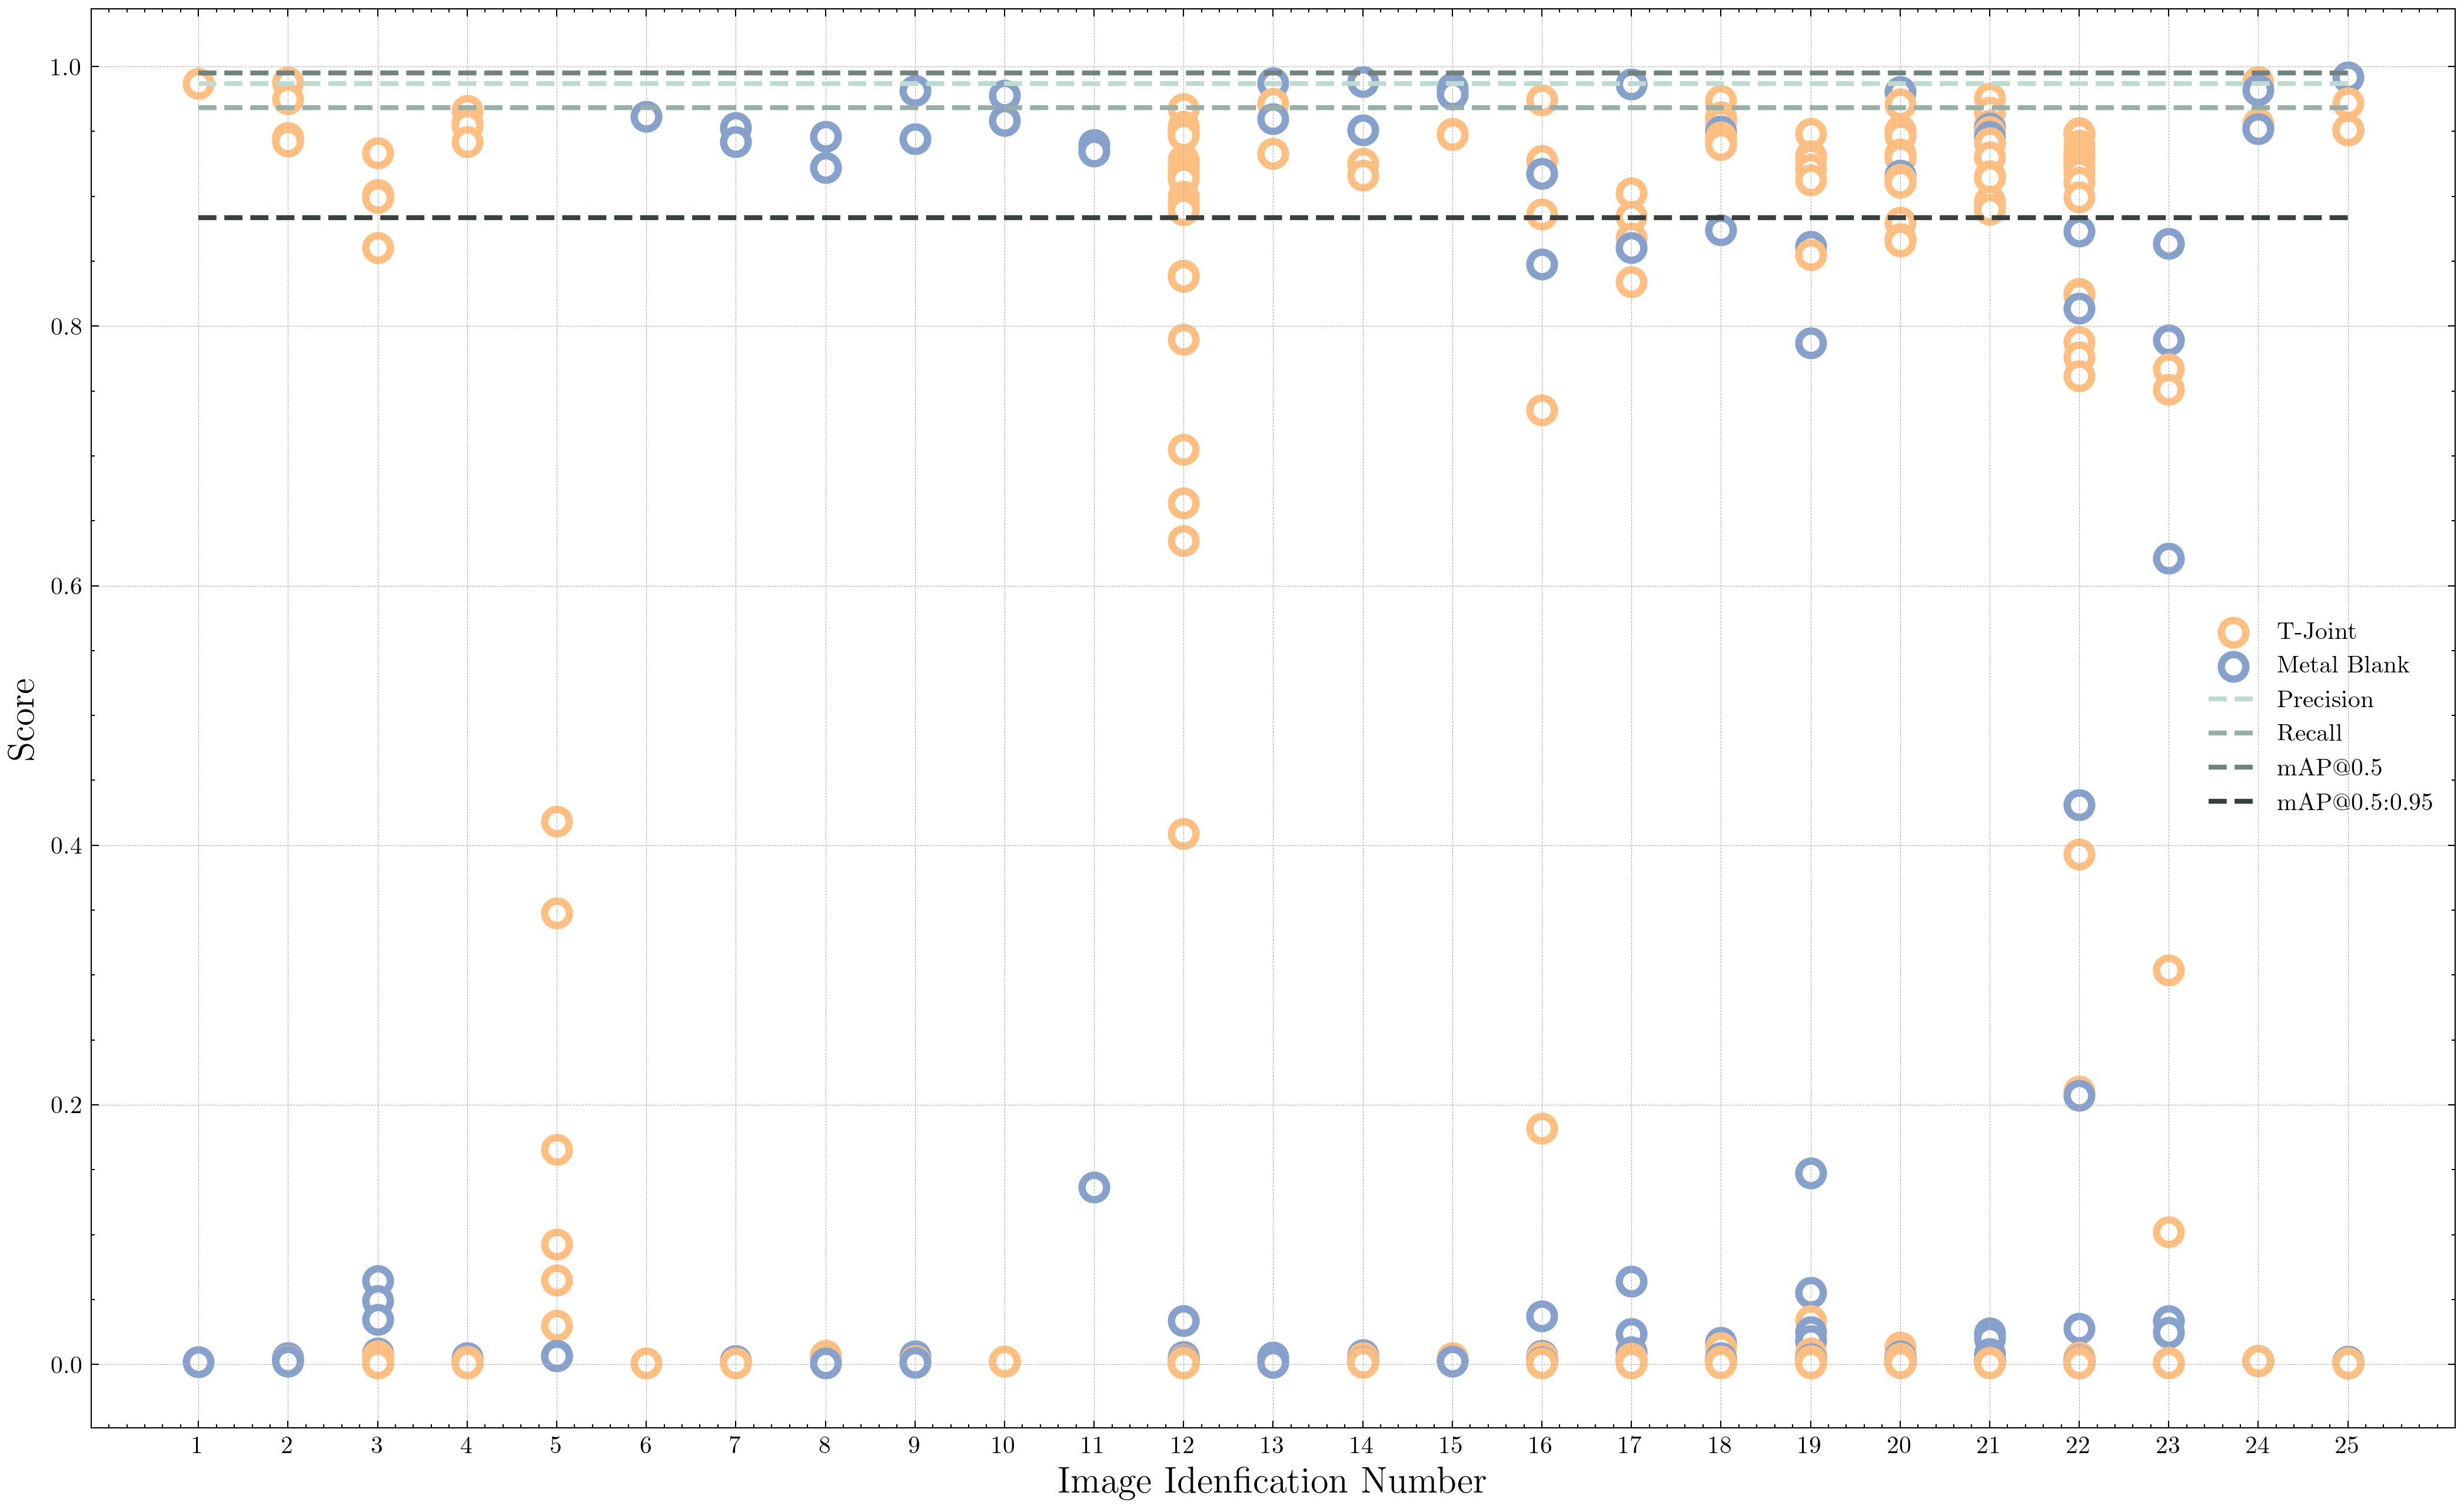 1.0
0.8
0.6
0.4
0.2
0.0
Score
T-Joint
Metal Blank
Precision
Recall
mAP@0.5
mAP@0.5:0.95
1 2 3 4 5 6 7 8 9 10 11 12 13 14 15 16 17 18 19 20 21 22 23 24 25
Image Idenfication Number